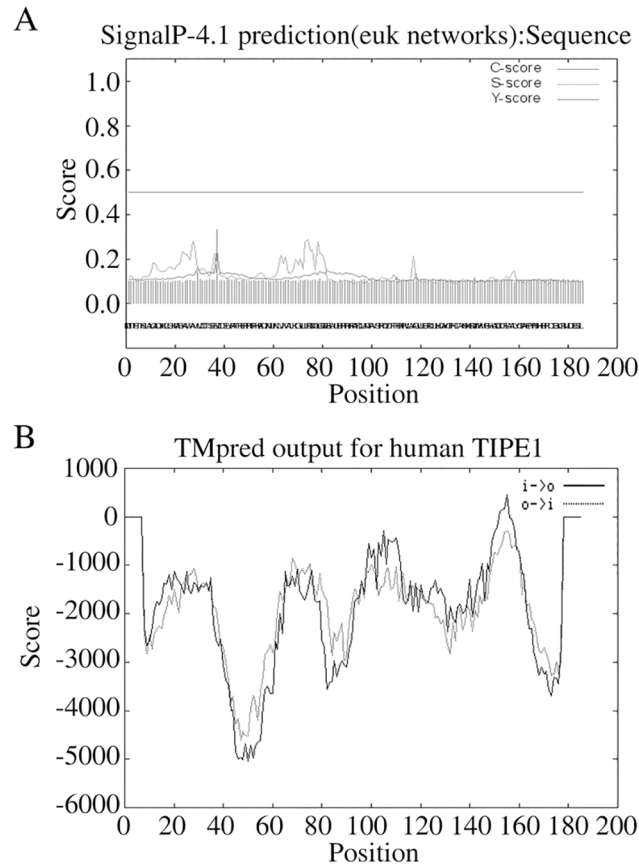 A
SignalP-4.1 prediction(euk networks):Sequence
C-score
S-score
Y-score
1.0
0.8
0.6
0.4
0.2
0.0
Score
0 20 40 60 80 100 120 140 160 180 200
Position
B
TMpred output for human TIPE1
i->o
o->i
1000
0
-1000
-2000
-3000
-4000
-5000
-6000
Score
0 20 40 60 80 100 120 140 160 180 200
Position